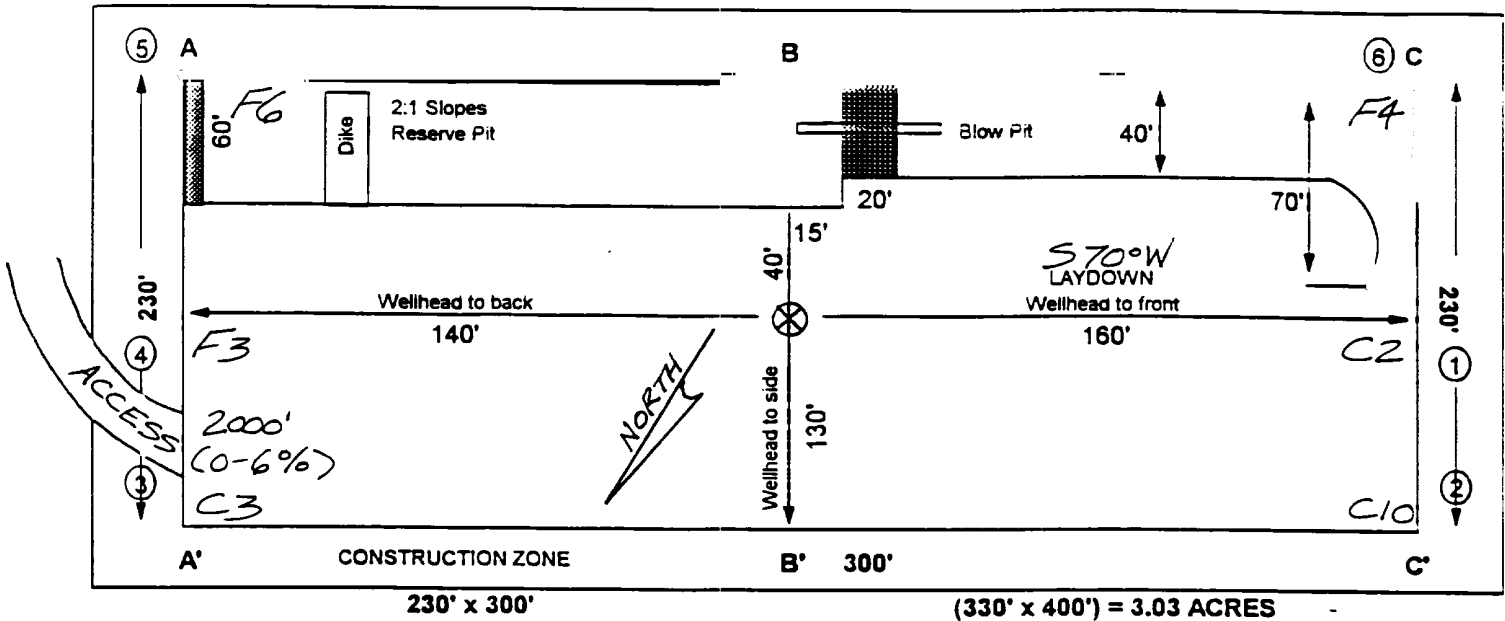 5 A B 6 C
F6 2:1 Slopes F4
60' Dike Reserve Pit Blow Pit 40'
20' 70'
15'
230' 40' S70°W 230'
LAYDOWN
Wellhead to back Wellhead to front
140' 160'
4 F3 C2 1
ACCESS 2000' NORTH Wellhead to side 130'
(0-6%)
3 C3 C10 2
A' CONSTRUCTION ZONE B' 300' C'
230' x 300' (330' x 400') = 3.03 ACRES